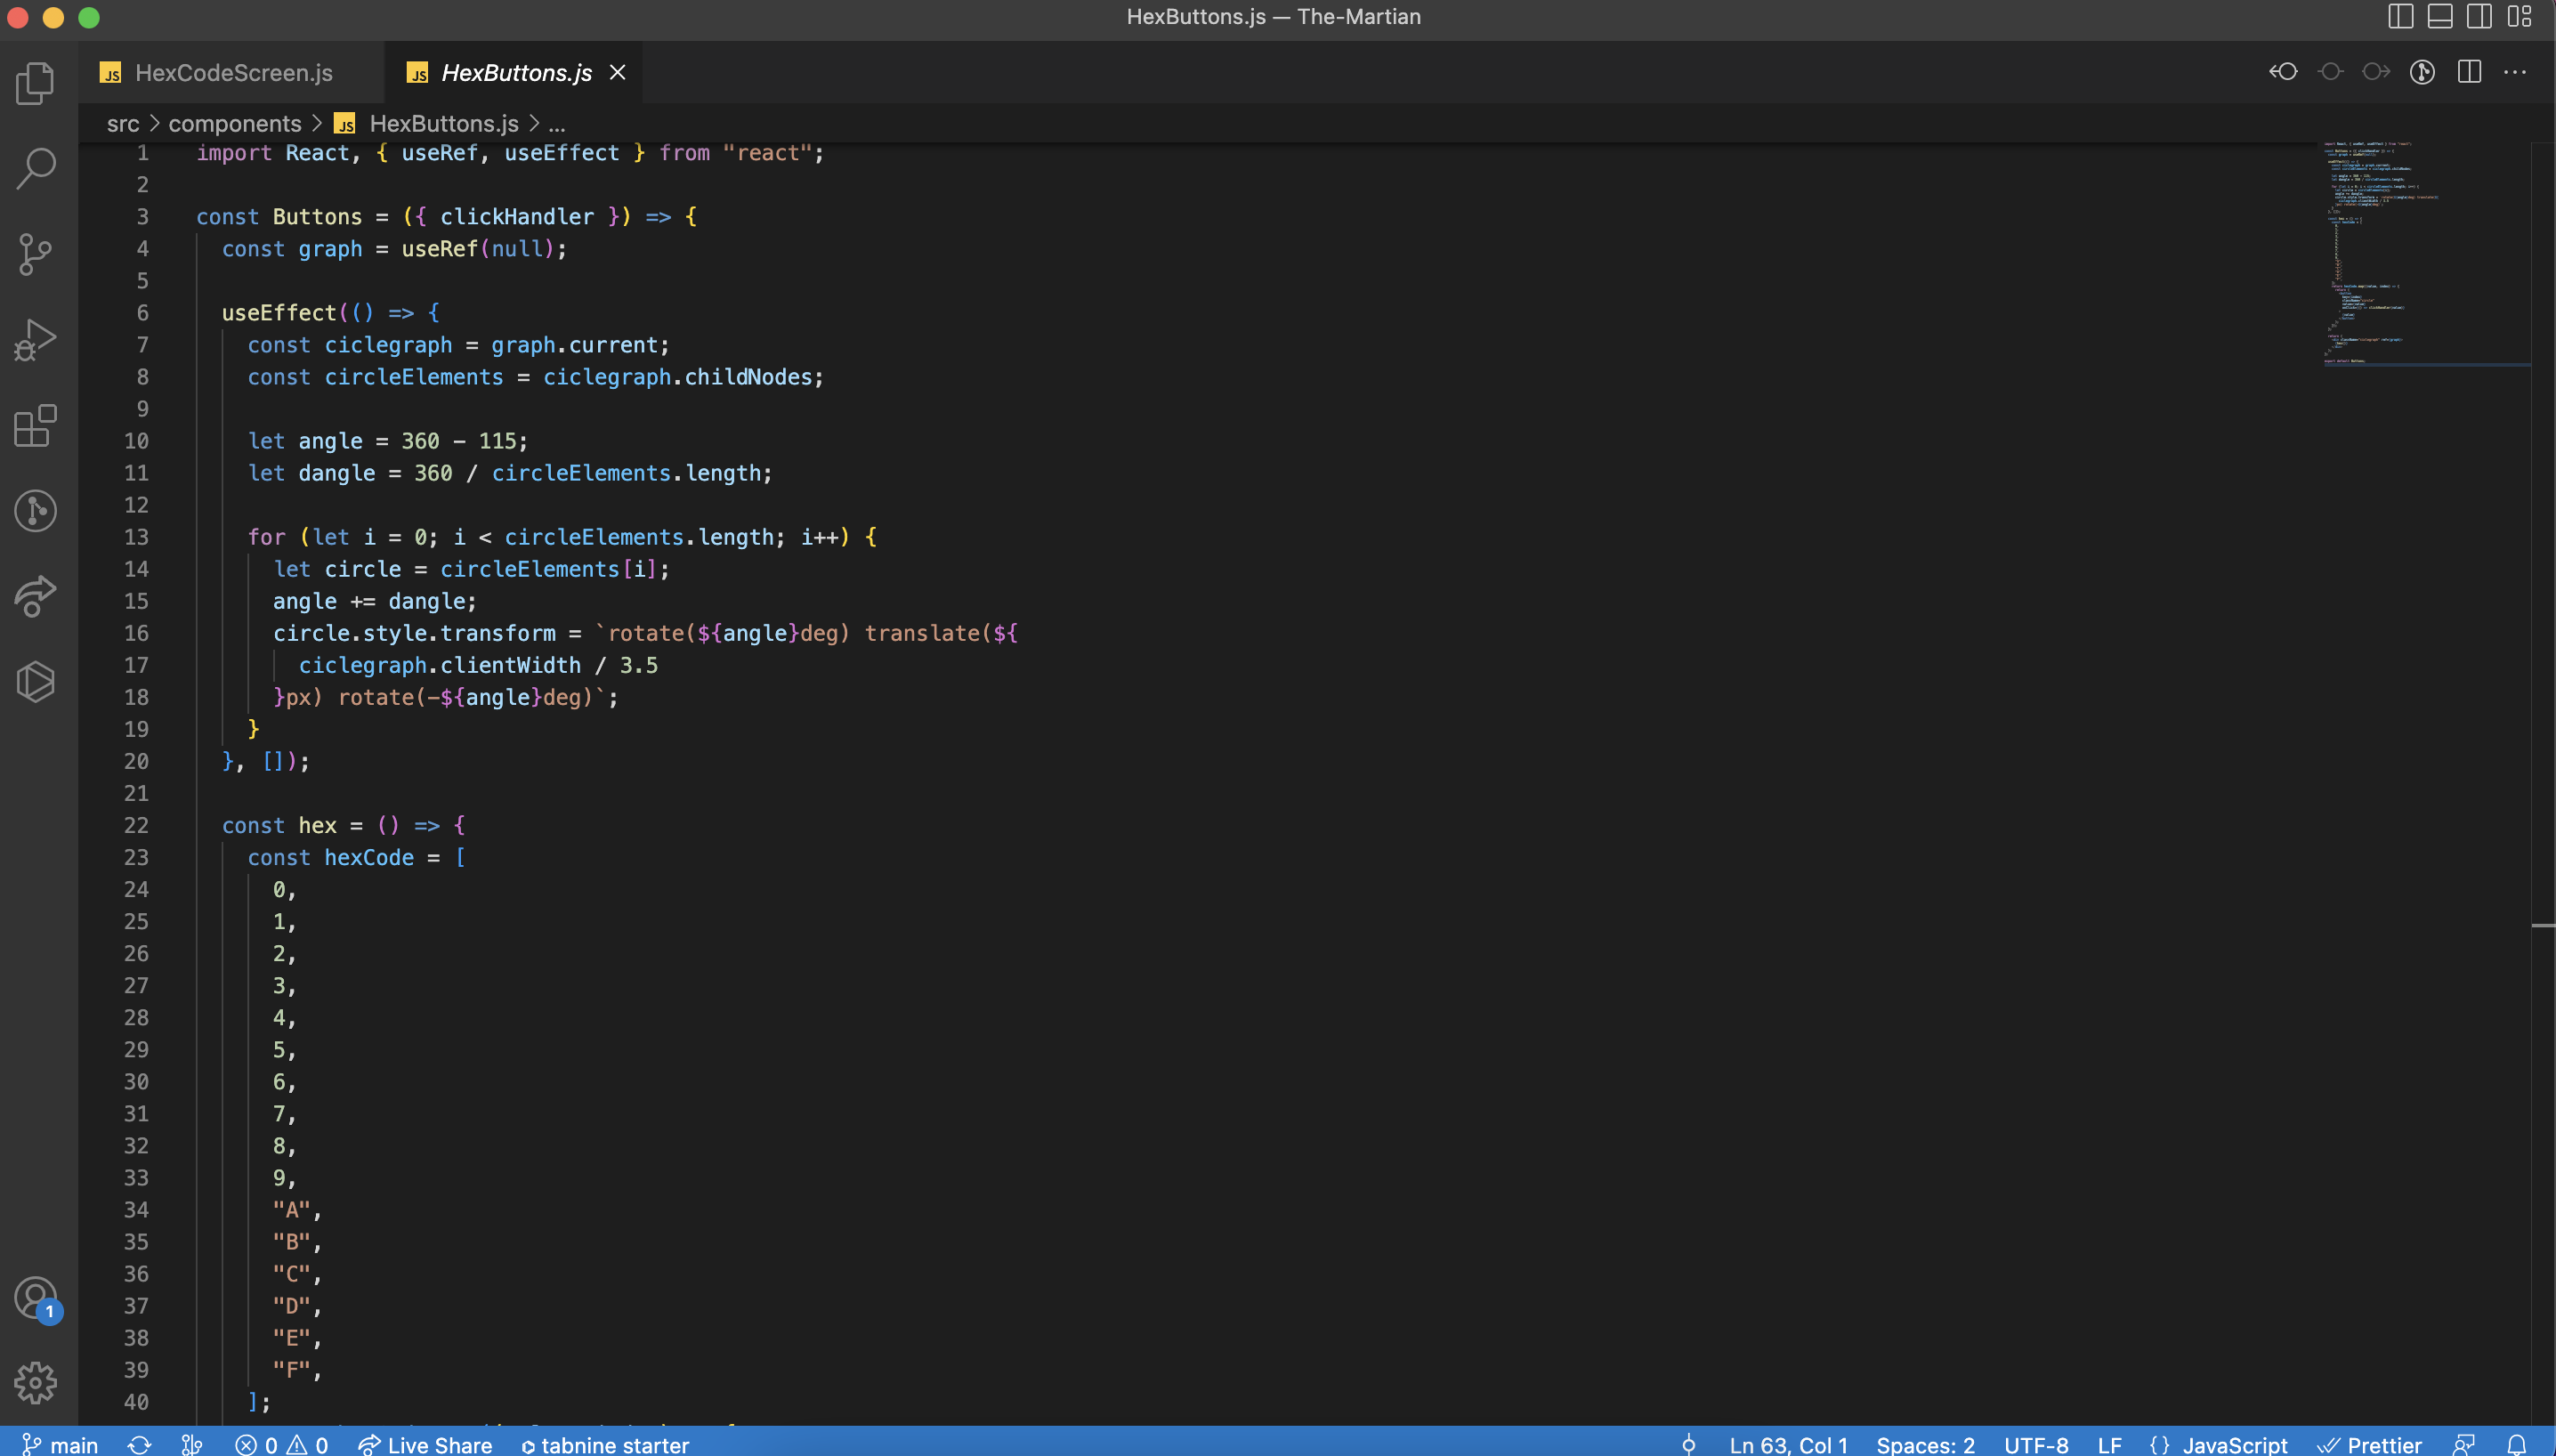 HexButtons.js — The-Martian
JS HexCodeScreen.js JS HexButtons.js
src > components > JS HexButtons.js > ...
1 import React, { useRef, useEffect } from "react";
2
3 const Buttons = ({ clickHandler }) => {
4 const graph = useRef(null);
5
6 useEffect(() => {
7 const ciclegraph = graph.current;
8 const circleElements = ciclegraph.childNodes;
9
10 let angle = 360 - 115;
11 let dangle = 360 / circleElements.length;
12
13 for (let i = 0; i < circleElements.length; i++) {
14 let circle = circleElements[i];
15 angle += dangle;
16 circle.style.transform = `rotate(${angle}deg) translate(${
17 ciclegraph.clientWidth / 3.5
18 }px) rotate(-${angle}deg)`;
19 }
20 }, []);
21
22 const hex = () => {
23 const hexCode = [
24 0,
25 1,
26 2,
27 3,
28 4,
29 5,
30 6,
31 7,
32 8,
33 9,
34 "A",
35 "B",
36 "C",
37 "D",
38 "E",
39 "F",
40 ];
1
main 0 0 Live Share tabnine starter Ln 63, Col 1 Spaces: 2 UTF-8 LF {} JavaScript Prettier